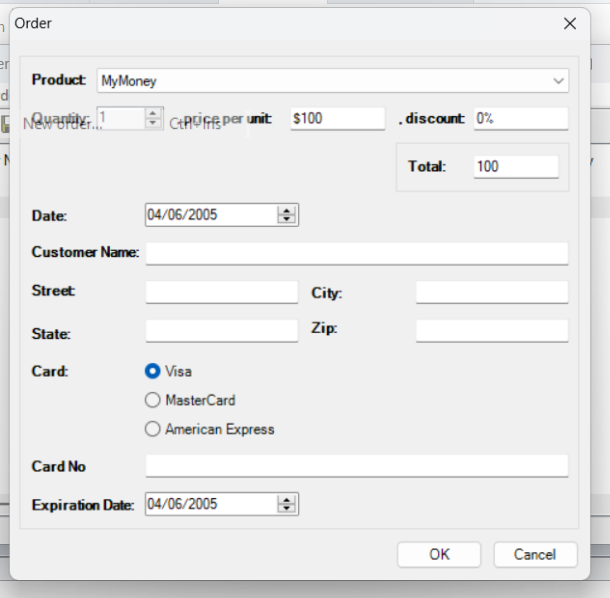 Order
Product: MyMoney
Quantity: 1 , price per unit: $100 , discount: 0%
New order... Ctrl+Ins
Total: 100
Date: 04/06/2005
Customer Name:
Street: City:
State: Zip:
Card: Visa
MasterCard
American Express
Card No
Expiration Date: 04/06/2005
OK Cancel